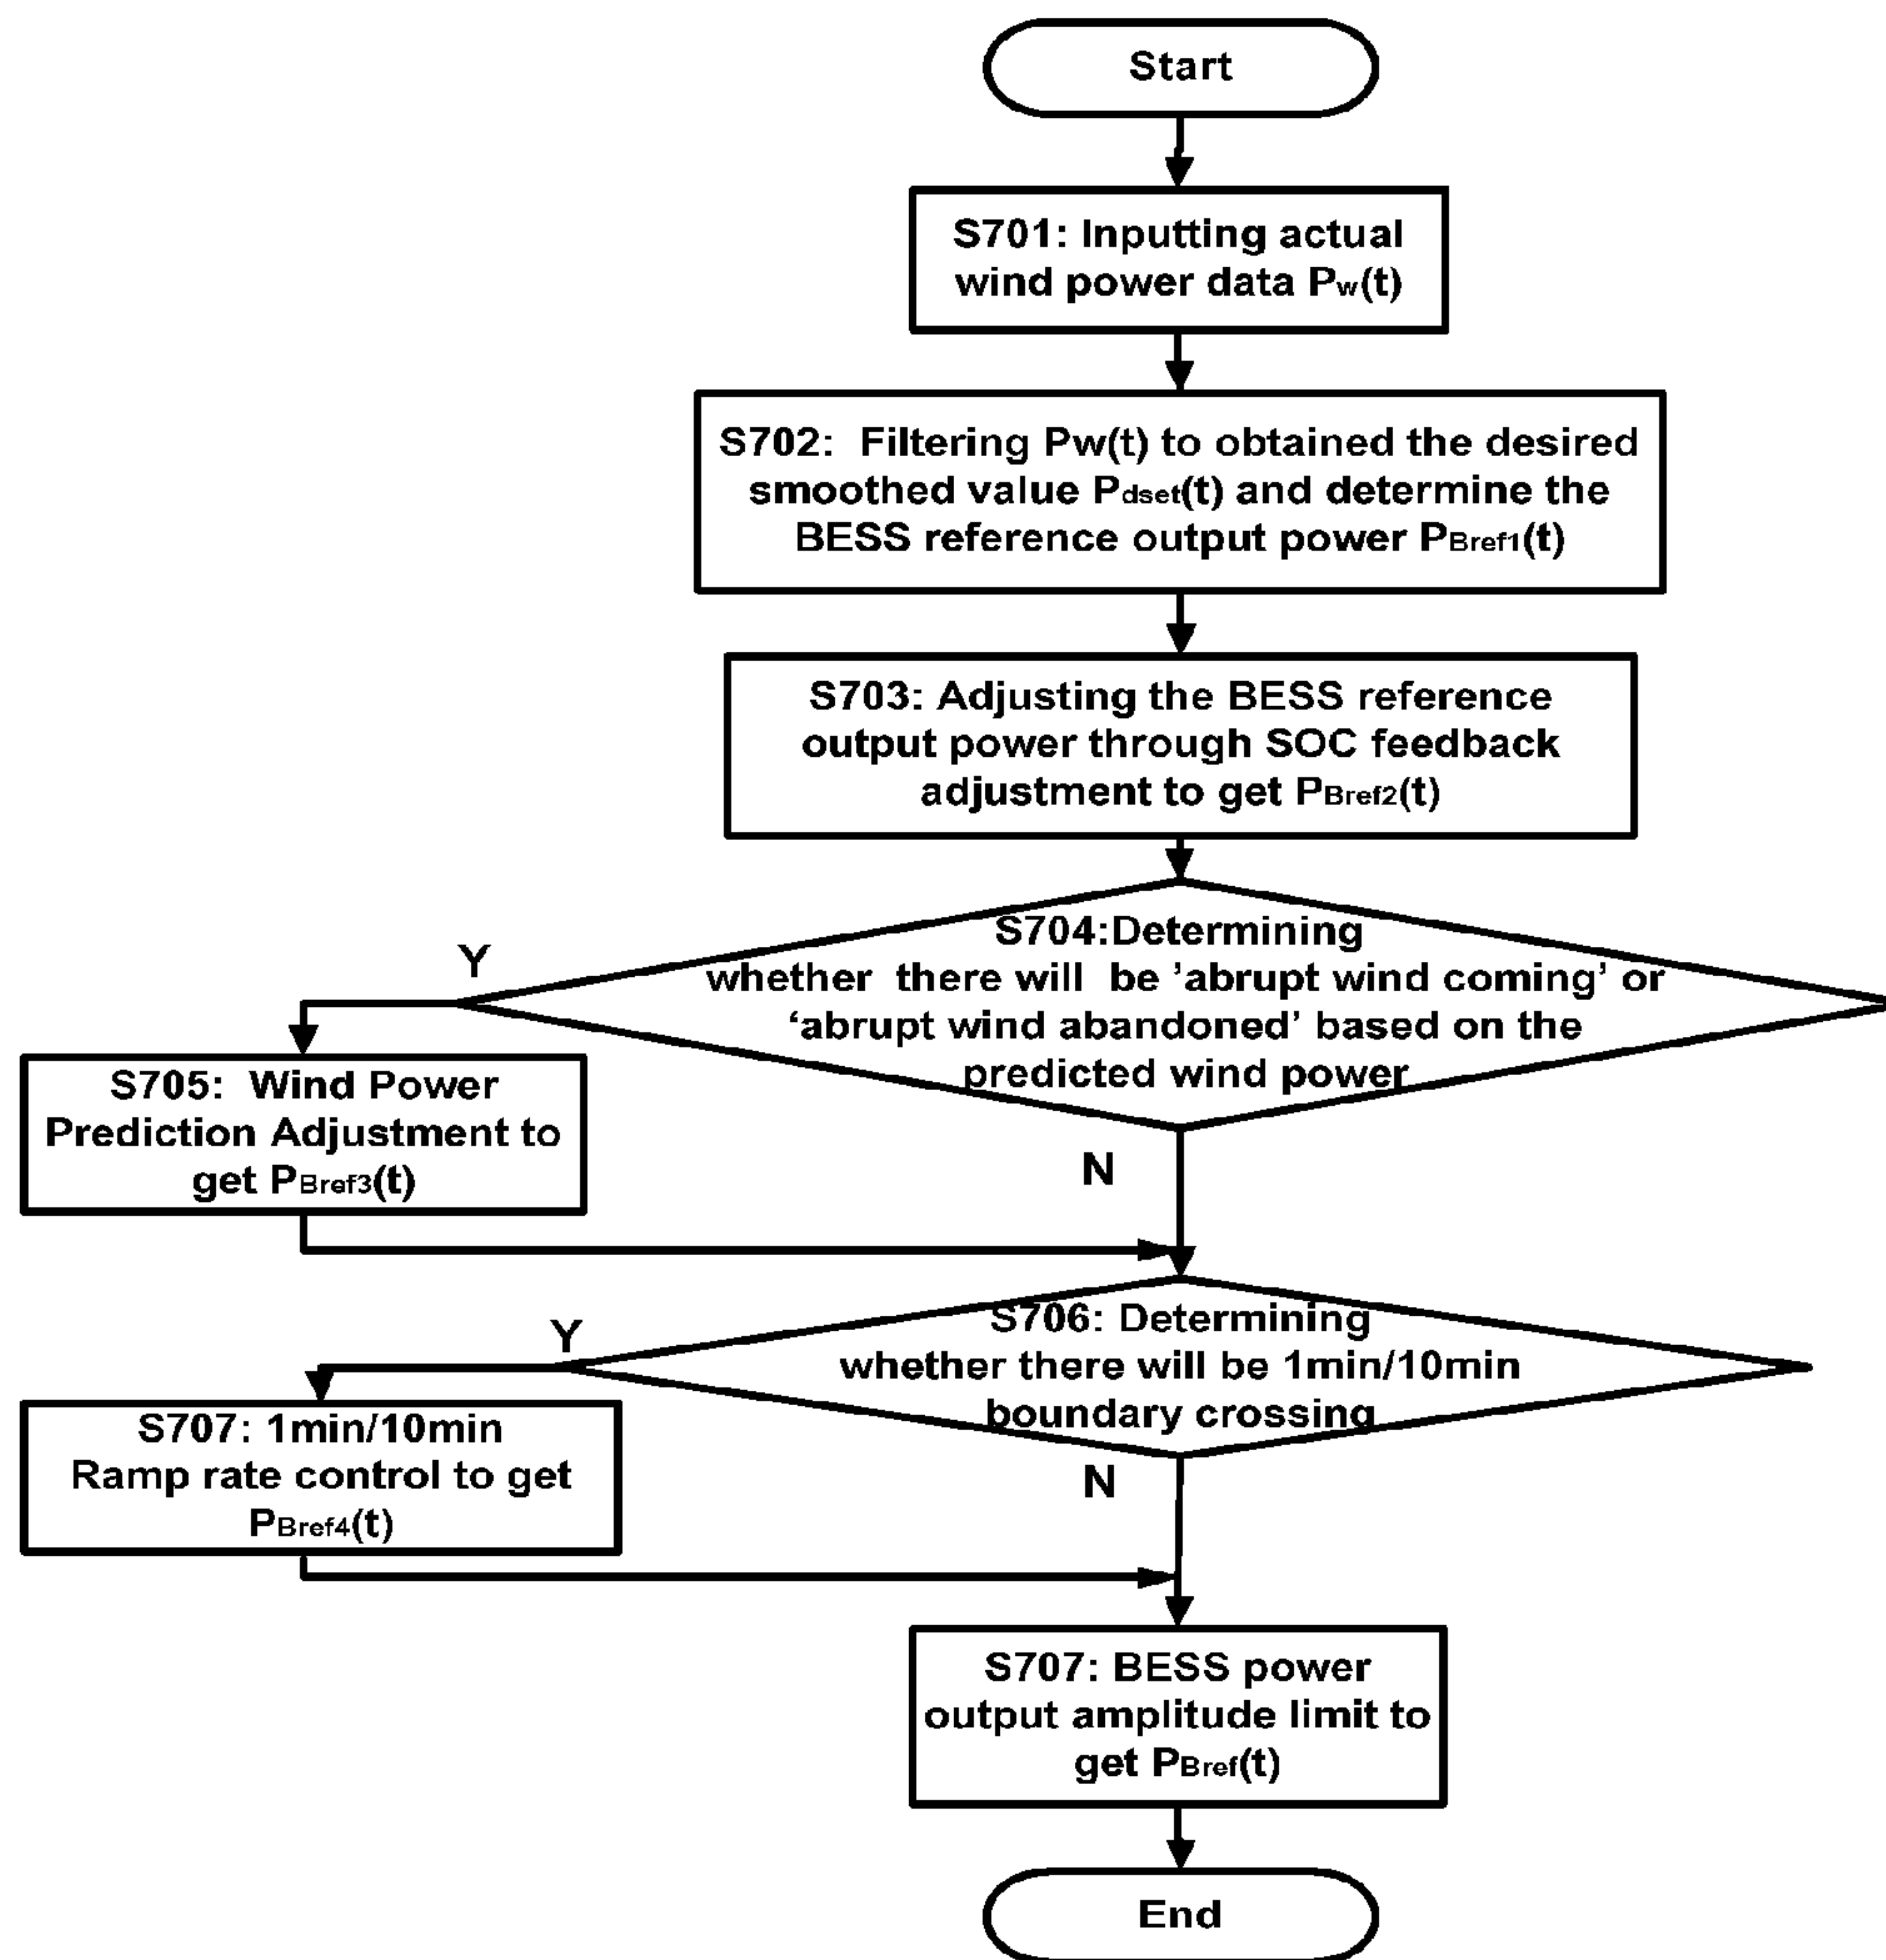 Start
S701: Inputting actual
wind power data Pw(t)
S702: Filtering Pw(t) to obtained the desired
smoothed value Pdset(t) and determine the
BESS reference output power PBref1(t)
S703: Adjusting the BESS reference
output power through SOC feedback
adjustment to get PBref2(t)
S704:Determining
whether there will be ’abrupt wind coming’ or
‘abrupt wind abandoned’ based on the
predicted wind power
Y
S705: Wind Power
Prediction Adjustment to
get PBref3(t)
N
S706: Determining
whether there will be 1min/10min
boundary crossing
Y
S707: 1min/10min
Ramp rate control to get
PBref4(t)
N
S707: BESS power
output amplitude limit to
get PBref(t)
End